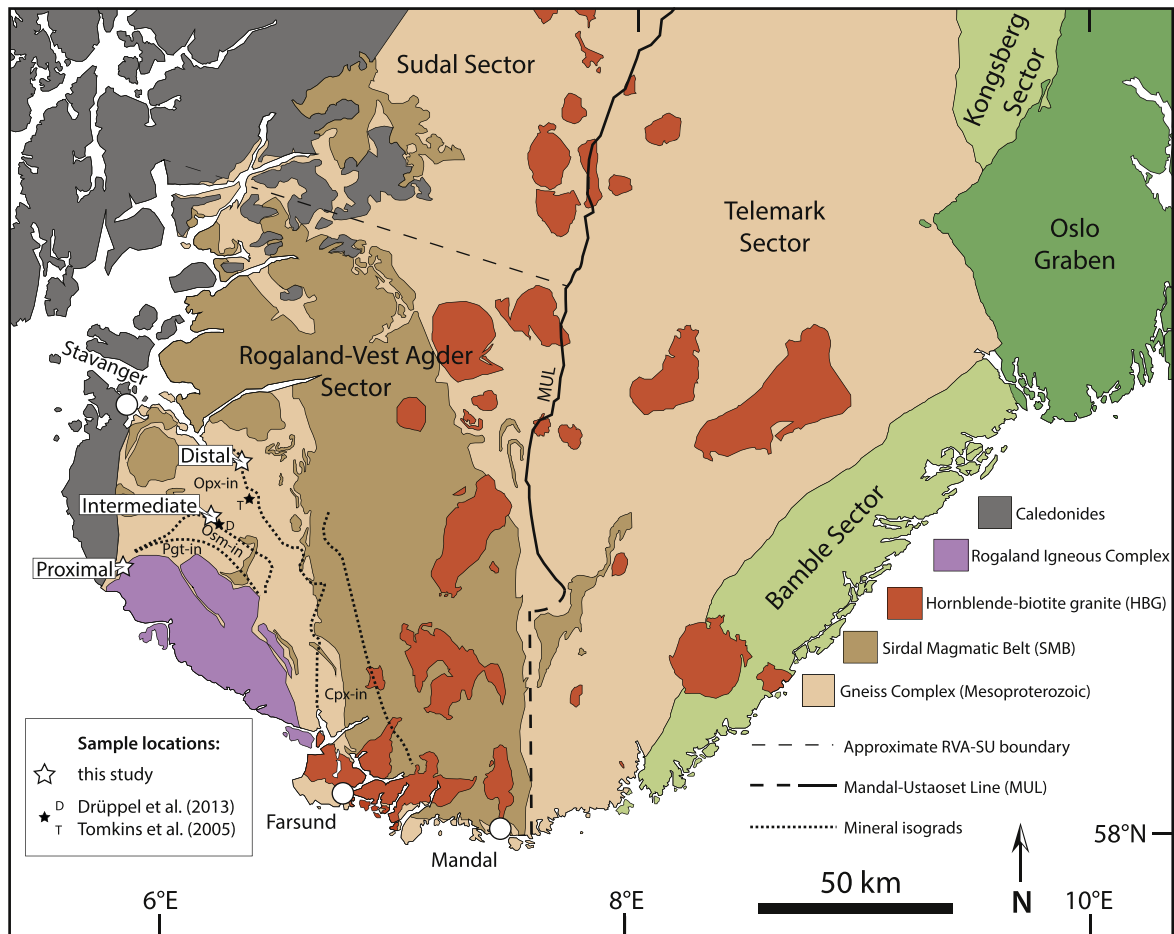 Sudal Sector
Kongsberg
Sector
Telemark
Sector
Oslo
Graben
Rogaland-Vest Agder
Sector
Stavanger
MUL
Distal
Opx-in
T
Intermediate
D
Osm-in
Pgt-in
Proximal
Bamble Sector
Cpx-in
Caledonides
Rogaland Igneous Complex
Hornblende-biotite granite (HBG)
Sirdal Magmatic Belt (SMB)
Gneiss Complex (Mesoproterozoic)
Approximate RVA-SU boundary
Mandal-Ustaoset Line (MUL)
Mineral isograds
Sample locations:
this study
D Drüppel et al. (2013)
T Tomkins et al. (2005)
Farsund
Mandal
58°N
50 km
N
6°E
8°E
10°E